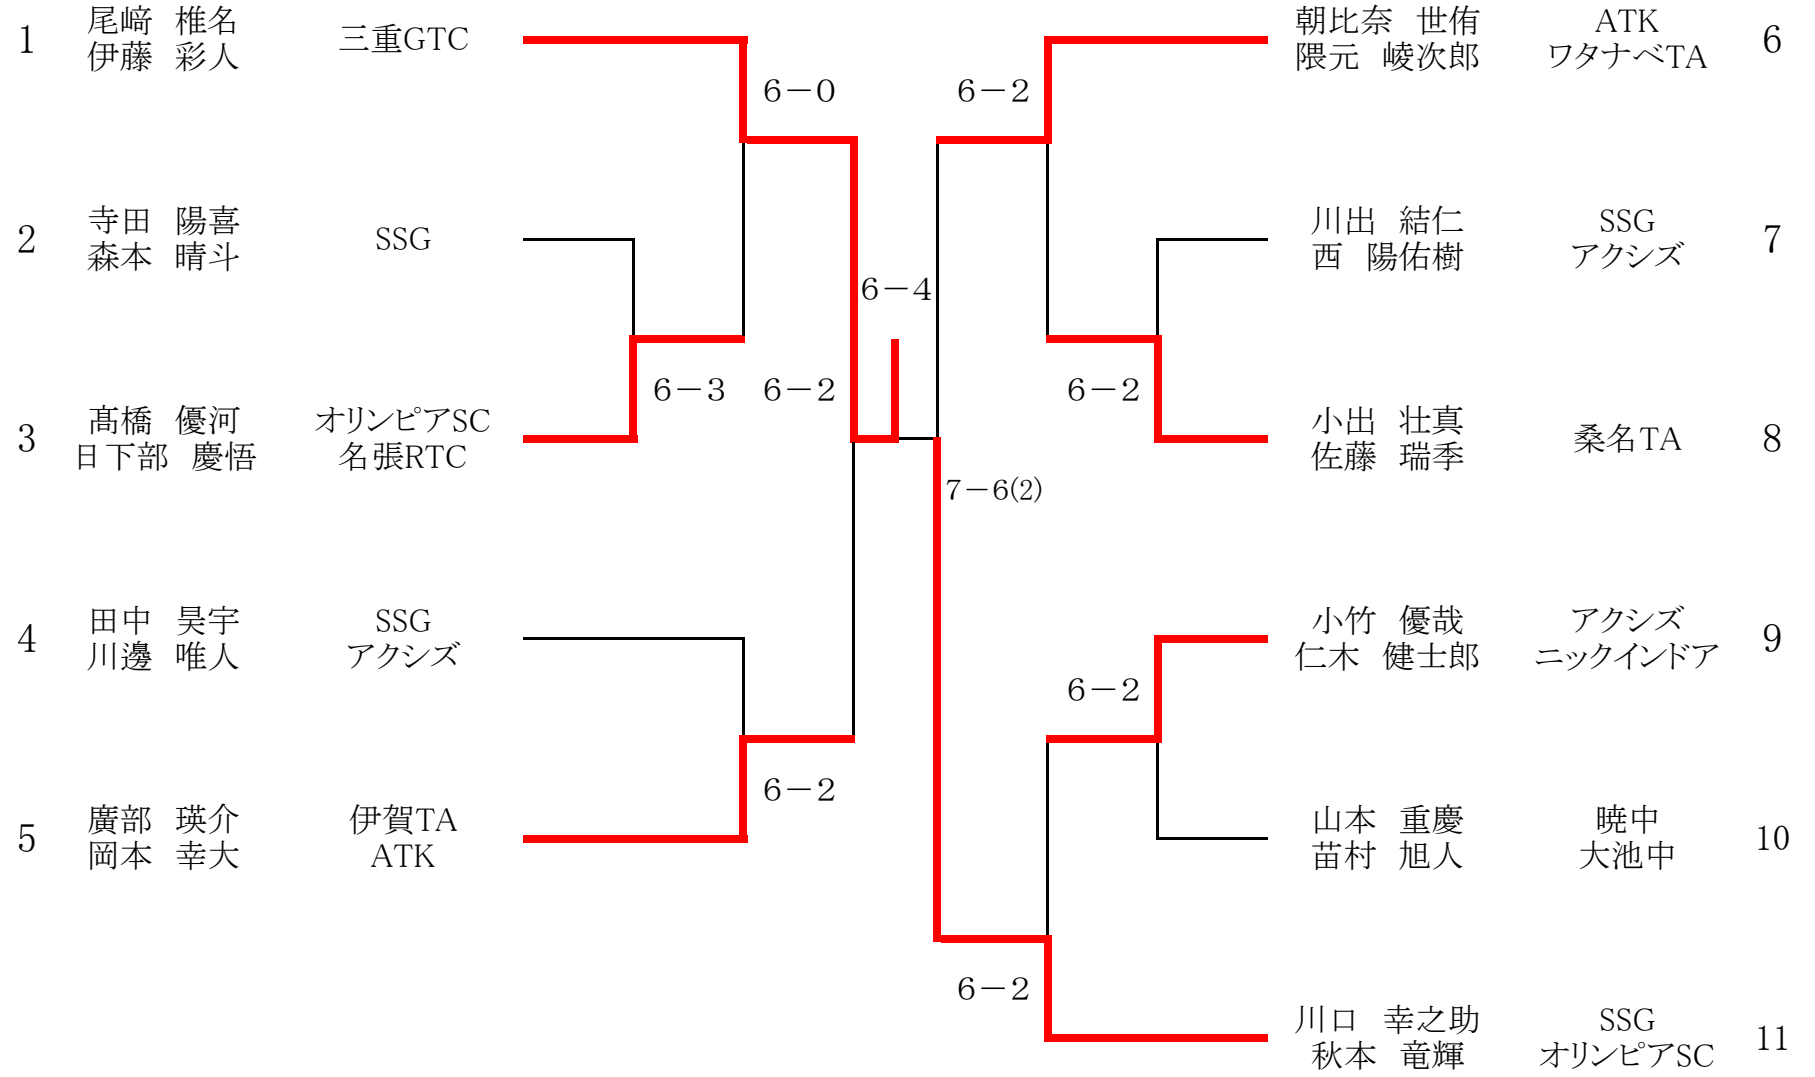 1 尾﨑 椎名 三重GTC
伊藤 彩人
2 寺田 陽喜 SSG
森本 晴斗
3 髙橋 優河 オリンピアSC
日下部 慶悟 名張RTC
4 田中 昊宇 SSG
川邊 唯人 アクシズ
5 廣部 瑛介 伊賀TA
岡本 幸大 ATK
6-0
6-3
6-2
6-2
6-4
7-6(2)
6-2
6-2
6-2
6-2
朝比奈 世侑 ATK 6
隈元 崚次郎 ワタナベTA
川出 結仁 SSG 7
西 陽佑樹 アクシズ
小出 壮真 桑名TA 8
佐藤 瑞季
小竹 優哉 アクシズ 9
仁木 健士郎 ニックインドア
山本 重慶 暁中 10
苗村 旭人 大池中
川口 幸之助 SSG 11
秋本 竜輝 オリンピアSC